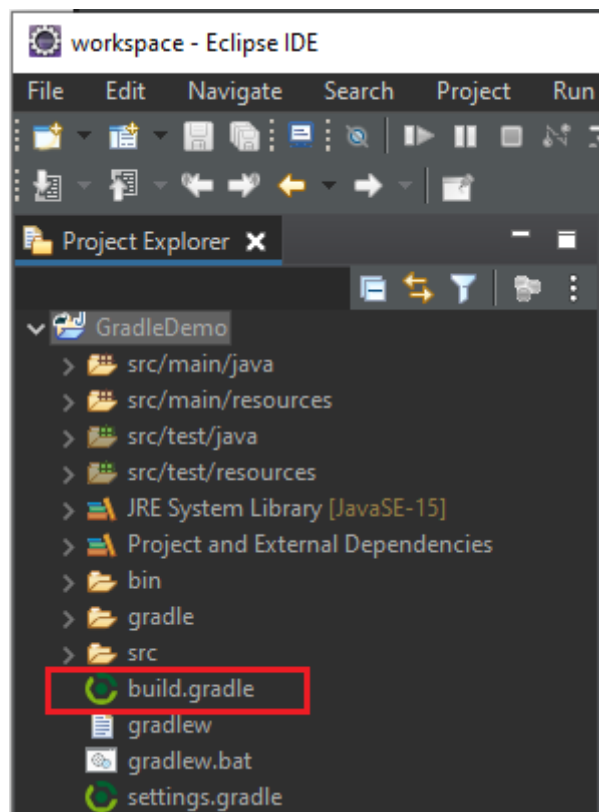 workspace - Eclipse IDE
File Edit Navigate Search Project Run
Project Explorer
GradleDemo
src/main/java
src/main/resources
src/test/java
src/test/resources
JRE System Library [JavaSE-15]
Project and External Dependencies
bin
gradle
src
build.gradle
gradlew
gradlew.bat
settings.gradle